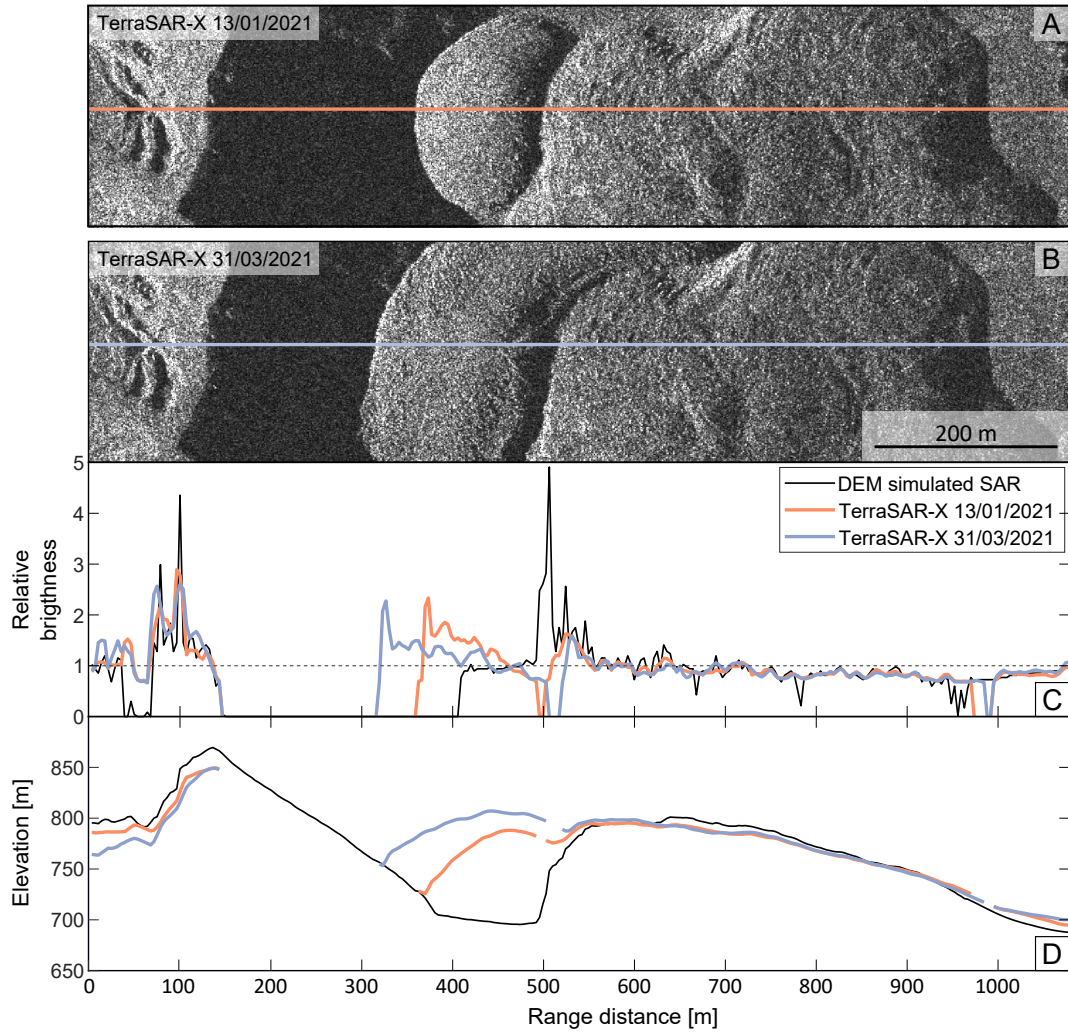 TerraSAR-X 13/01/2021
A
TerraSAR-X 31/03/2021
B
200 m
5
4
3
2
1
0
Relative
brigthness
DEM simulated SAR
TerraSAR-X 13/01/2021
TerraSAR-X 31/03/2021
C
850
800
750
700
650
Elevation [m]
D
0 100 200 300 400 500 600 700 800 900 1000
Range distance [m]